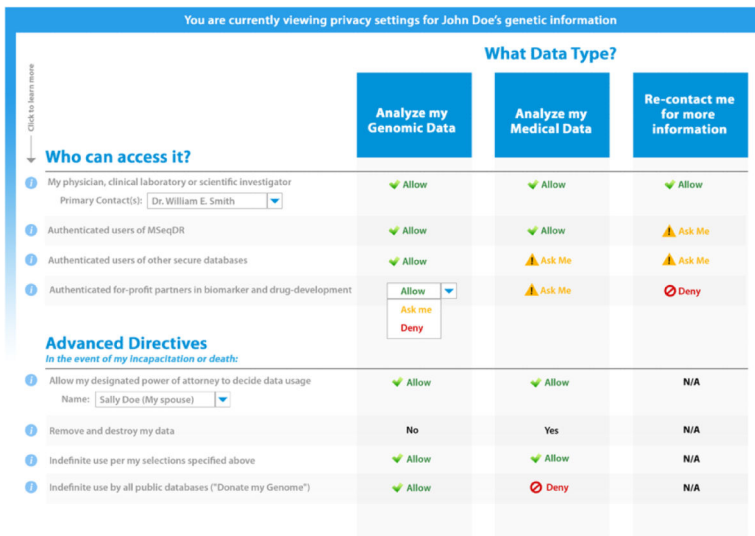 You are currently viewing privacy settings for John Doe's genetic information
What Data Type?
Click to learn more
Analyze my
Genomic Data
Analyze my
Medical Data
Re-contact me
for more
information
Who can access it?
My physician, clinical laboratory or scientific investigator
Allow
Allow
Allow
Primary Contact(s): Dr. William E. Smith
Authenticated users of MSeqDR
Allow
Allow
Ask Me
Authenticated users of other secure databases
Allow
Ask Me
Ask Me
Authenticated for-profit partners in biomarker and drug-development
Allow
Ask Me
Deny
Ask me
Deny
Advanced Directives
In the event of my incapacitation or death:
Allow my designated power of attorney to decide data usage
Allow
Allow
N/A
Name: Sally Doe (My spouse)
Remove and destroy my data
No
Yes
N/A
Indefinite use per my selections specified above
Allow
Allow
N/A
Indefinite use by all public databases ("Donate my Genome")
Allow
Deny
N/A